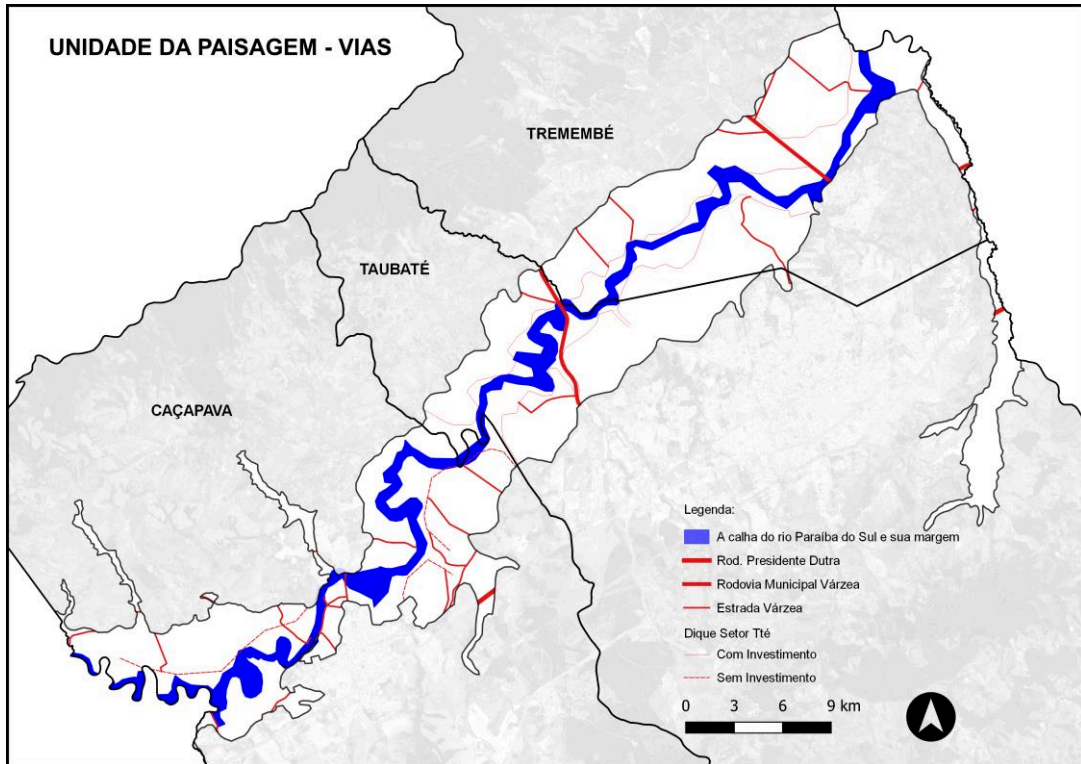 UNIDADE DA PAISAGEM - VIAS
TREMEMBÉ
TAUBATÉ
CAÇAPAVA
Legenda:
A calha do rio Paraíba do Sul e sua margem
Rod. Presidente Dutra
Rodovia Municipal Várzea
Estrada Várzea
Dique Setor Tté
Com Investimento
Sem Investimento
0 3 6 9 km